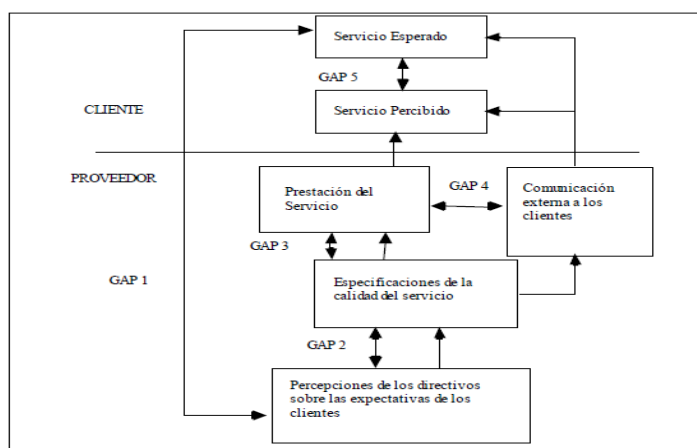 Servicio Esperado
GAP 5
CLIENTE
Servicio Percibido
PROVEEDOR
Prestación del
Servicio
GAP 4
Comunicación
externa a los
clientes
GAP 3
GAP 1
Especificaciones de la
calidad del servicio
GAP 2
Percepciones de los directivos
sobre las expectativas de los
clientes